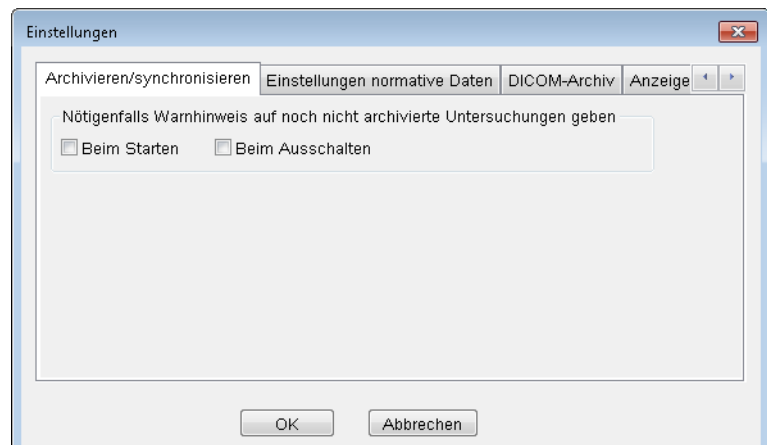 Einstellungen
Archivieren/synchronisieren Einstellungen normative Daten DICOM-Archiv Anzeige
Nötigenfalls Warnhinweis auf noch nicht archivierte Untersuchungen geben
Beim Starten Beim Ausschalten
OK Abbrechen